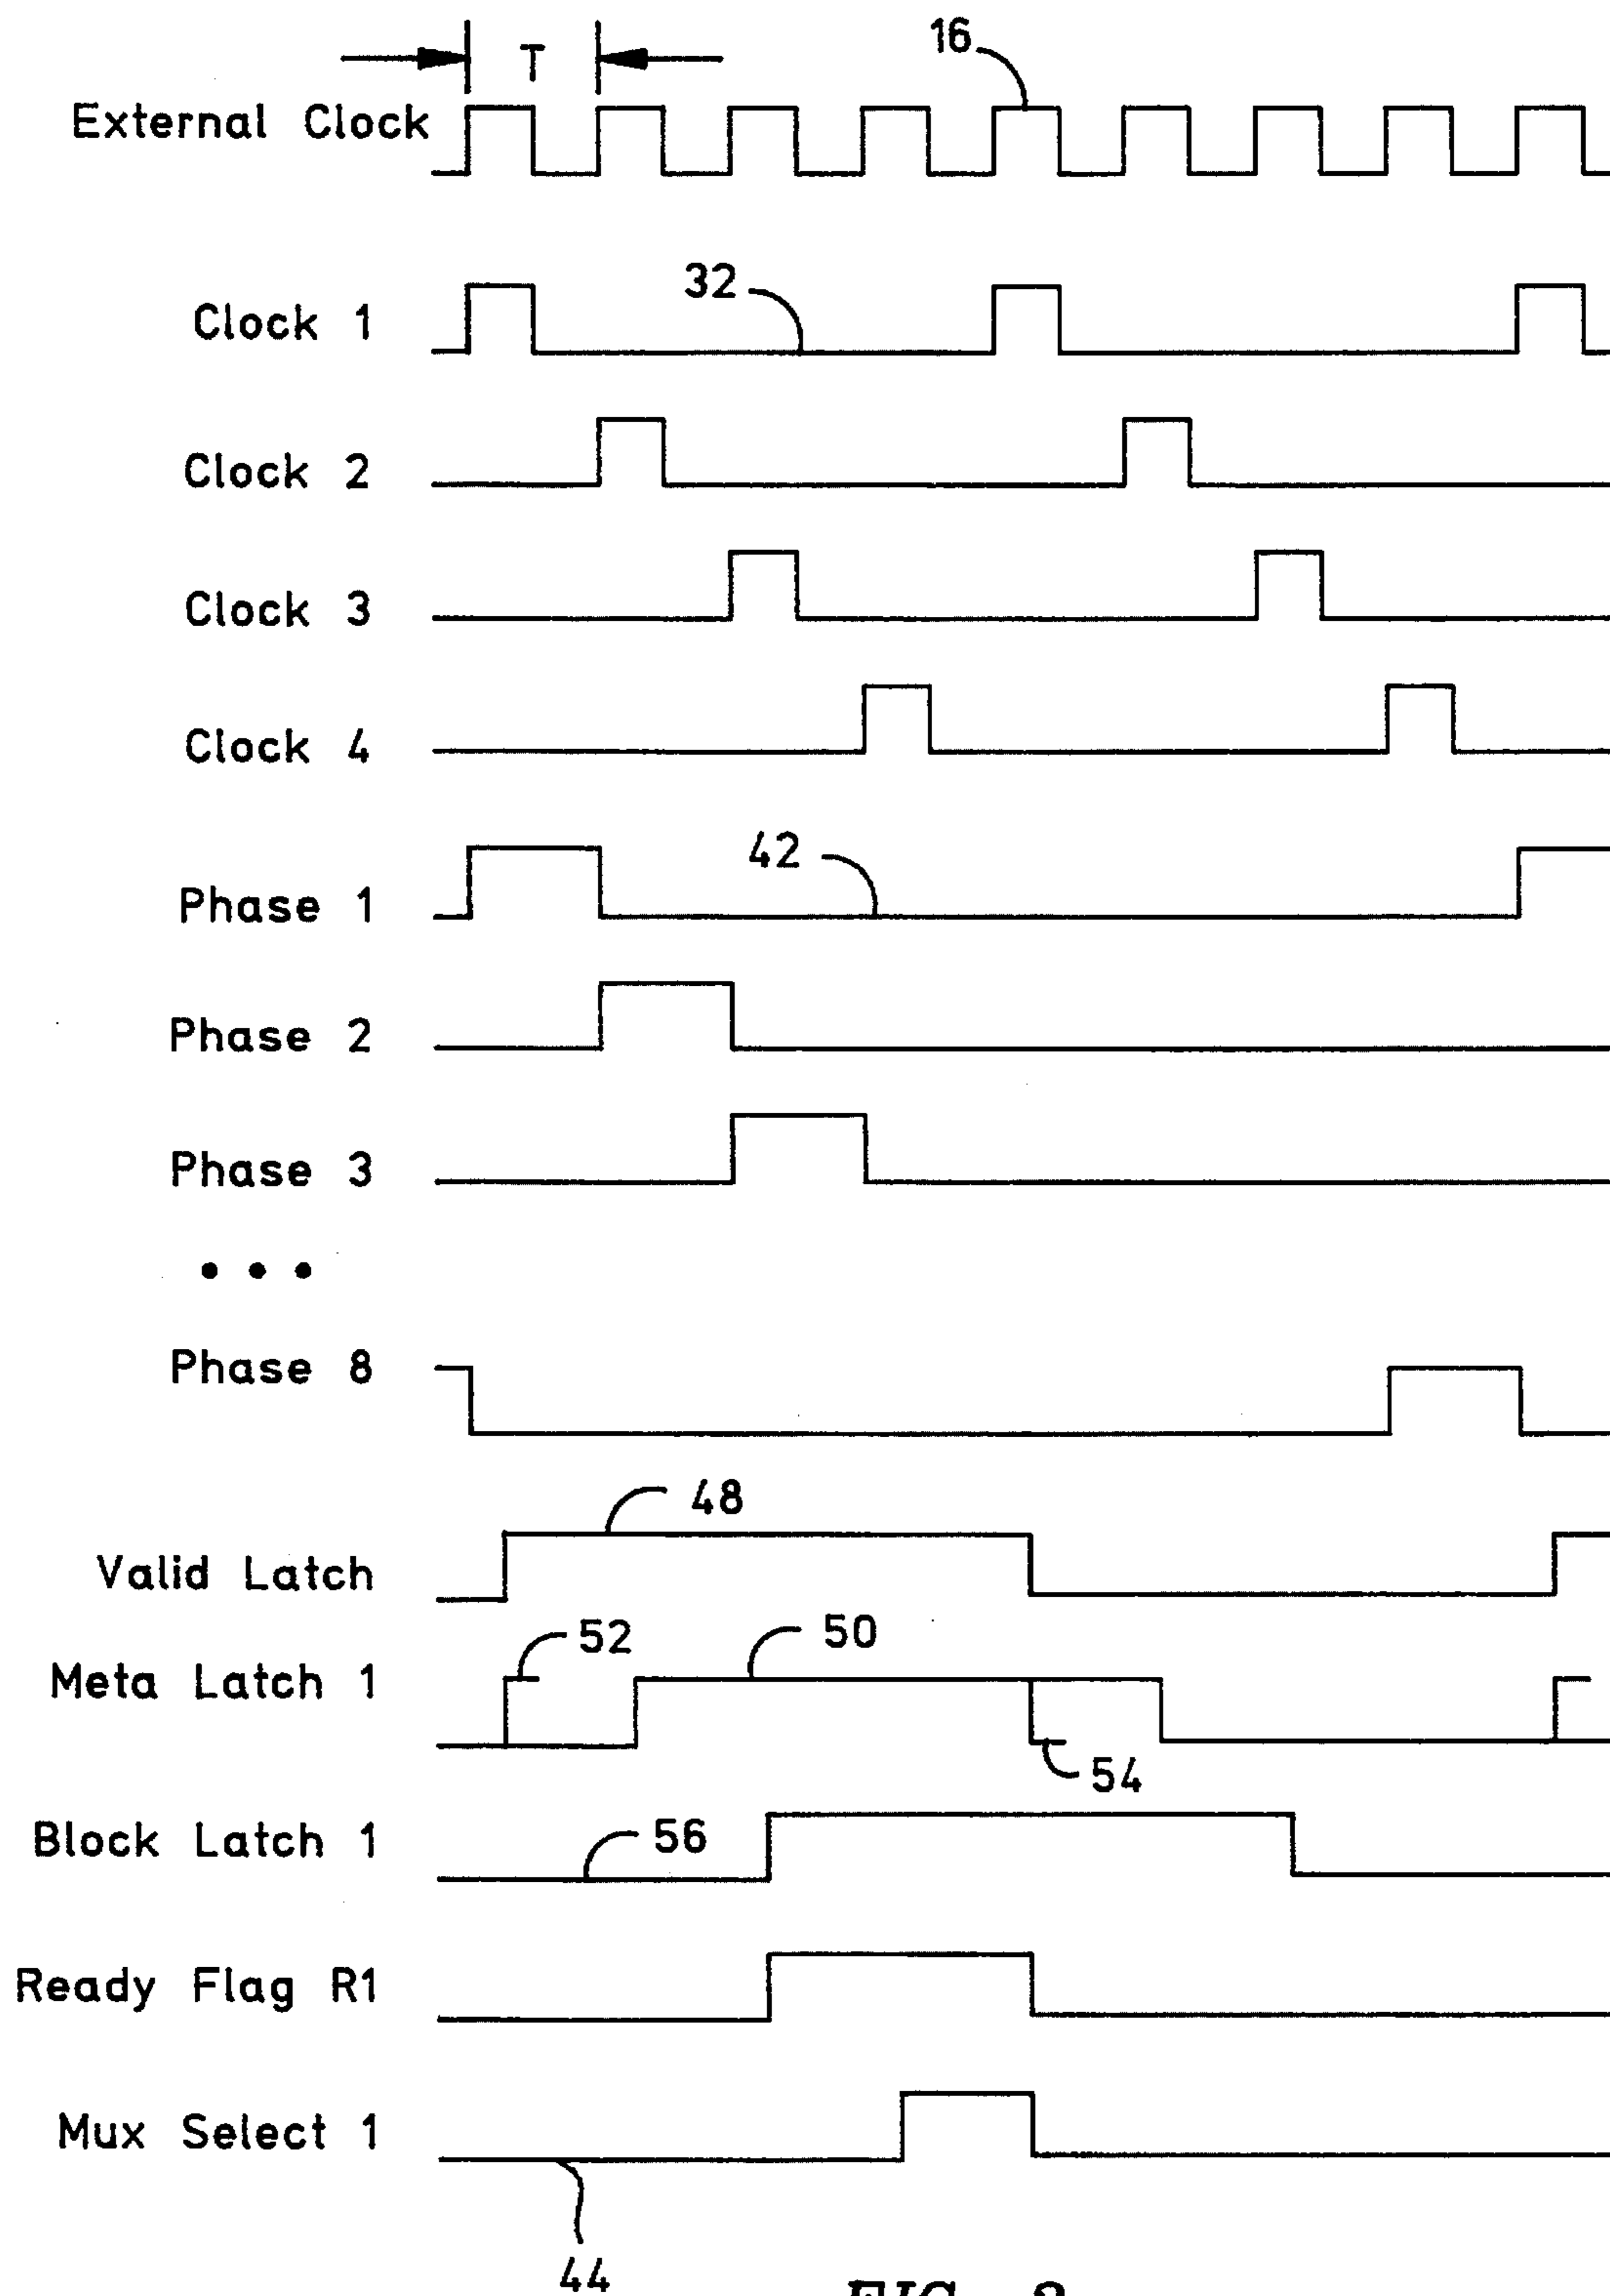 T
16
External Clock
32
Clock 1
Clock 2
Clock 3
Clock 4
42
Phase 1
Phase 2
Phase 3
• • •
Phase 8
48
Valid Latch
52
50
Meta Latch 1
54
Block Latch 1
56
Ready Flag R1
Mux Select 1
44